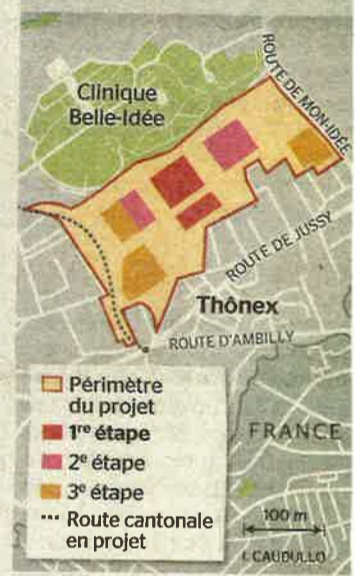 Clinique
Belle-Idée
ROUTE DE MON-IDÉE
ROUTE DE JUSSY
Thônex
ROUTE D'AMBILLY
FRANCE
Périmètre
du projet
1re étape
2e étape
3e étape
Route cantonale
en projet
100 m
I. CAUDULLO